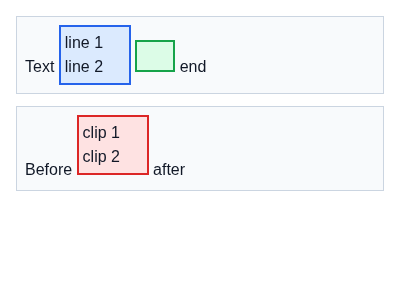 line 1
Text line 2 end
clip 1
clip 2
Before after